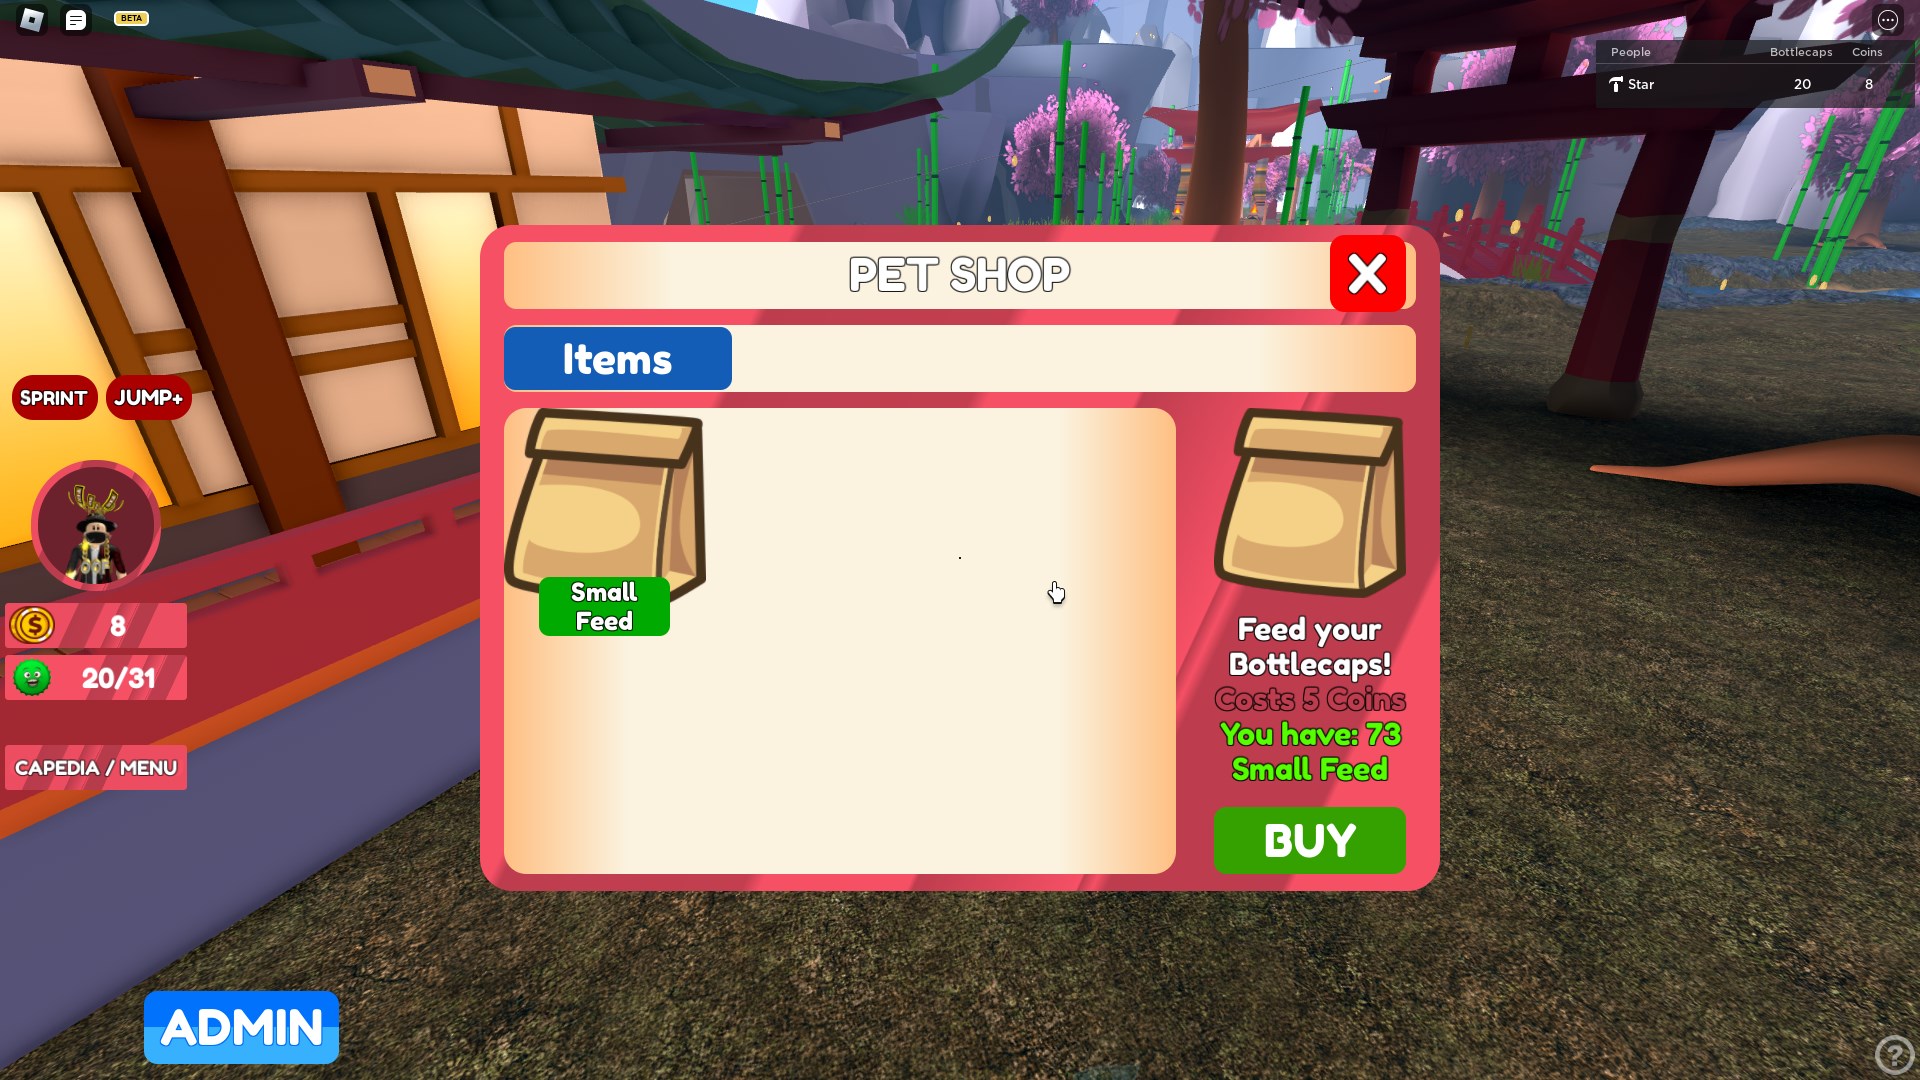 BETA
People Bottlecaps Coins
Star 20 8
PET SHOP
X
Items
SPRINT JUMP+
Small
Feed
8
20/31
CAPEDIA / MENU
Feed your
Bottlecaps!
Costs 5 Coins
You have: 73
Small Feed
BUY
ADMIN
?